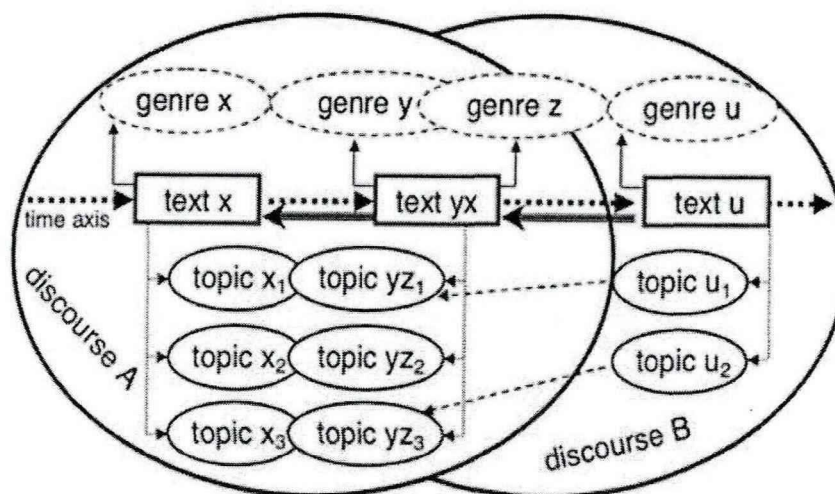 genre x genre y genre z genre u
text x text yx text u
time axis
topic x₁ topic yz₁ topic u₁
topic x₂ topic yz₂ topic u₂
topic x₃ topic yz₃
discourse A
discourse B